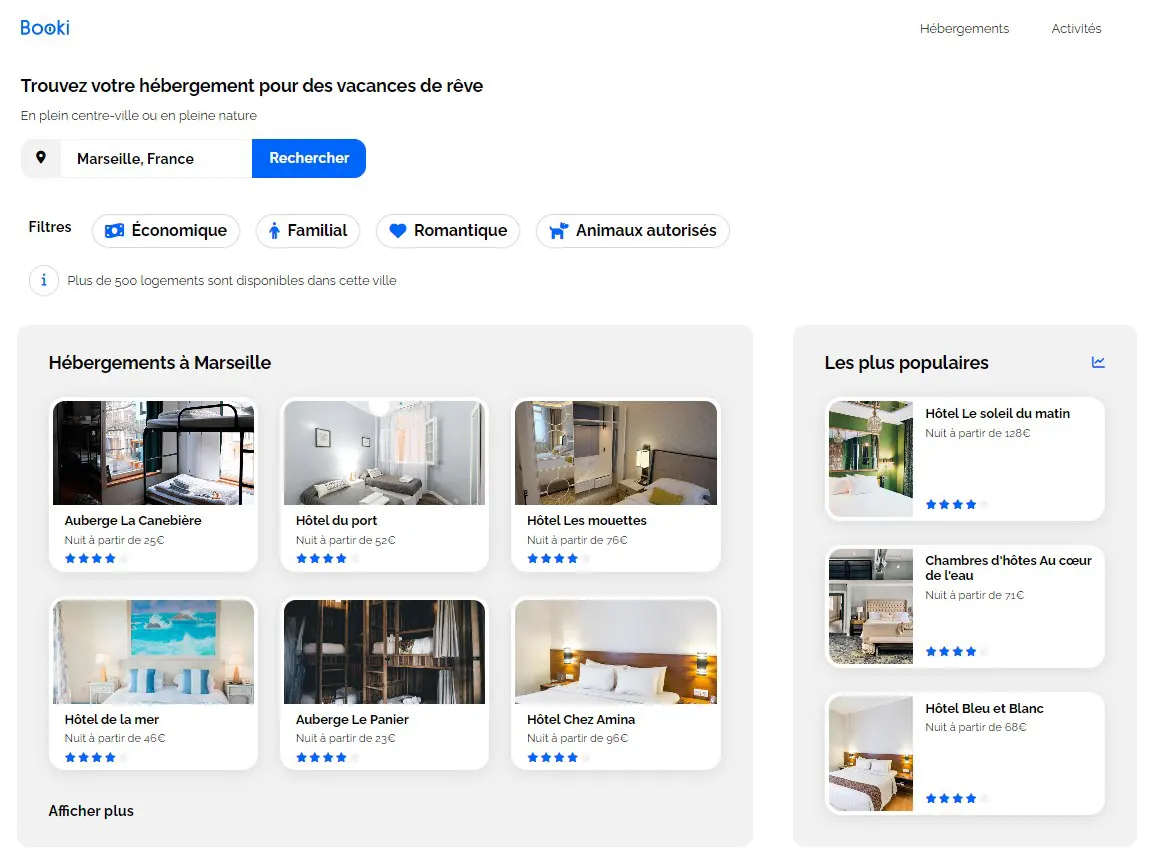 Booki
Hébergements
Activités
Trouvez votre hébergement pour des vacances de rêve
En plein centre-ville ou en pleine nature
Marseille, France
Rechercher
Filtres
Économique
Familial
Romantique
Animaux autorisés
i
Plus de 500 logements sont disponibles dans cette ville
Hébergements à Marseille
Auberge La Canebière
Nuit à partir de 25€
Hôtel du port
Nuit à partir de 52€
Hôtel Les mouettes
Nuit à partir de 76€
Hôtel de la mer
Nuit à partir de 46€
Auberge Le Panier
Nuit à partir de 23€
Hôtel Chez Amina
Nuit à partir de 96€
Afficher plus
Les plus populaires
Hôtel Le soleil du matin
Nuit à partir de 128€
Chambres d'hôtes Au cœur
de l'eau
Nuit à partir de 71€
Hôtel Bleu et Blanc
Nuit à partir de 68€